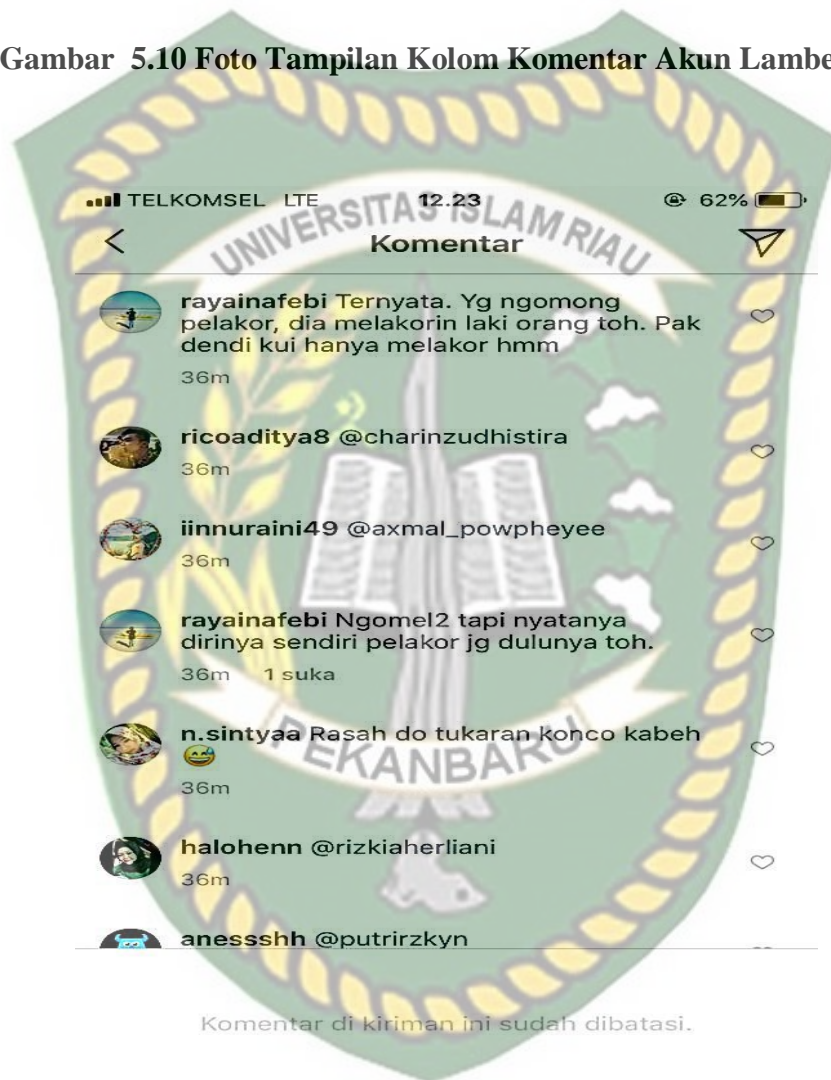 Gambar 5.10 Foto Tampilan Kolom Komentar Akun Lambe
TELKOMSEL LTE 12.23 62%
UNIVERSITAS ISLAM RIAU
Komentar
rayainafebi Ternyata. Yg ngomong
pelakor, dia melakorin laki orang toh. Pak
dendi kui hanya melakor hmm
36m
ricoaditya8 @charinzudhistira
36m
iinnuraini49 @axmal_powpheyee
36m
rayainafebi Ngomel2 tapi nyatanya
dirinya sendiri pelakor jg dulunya toh.
36m 1 suka
n.sintyaa Rasah do tukaran konco kabeh
😅
36m
PEKANBARU
halohenn @rizkiaherliani
36m
anessshh @putrirzkyn
Komentar di kiriman ini sudah dibatasi.